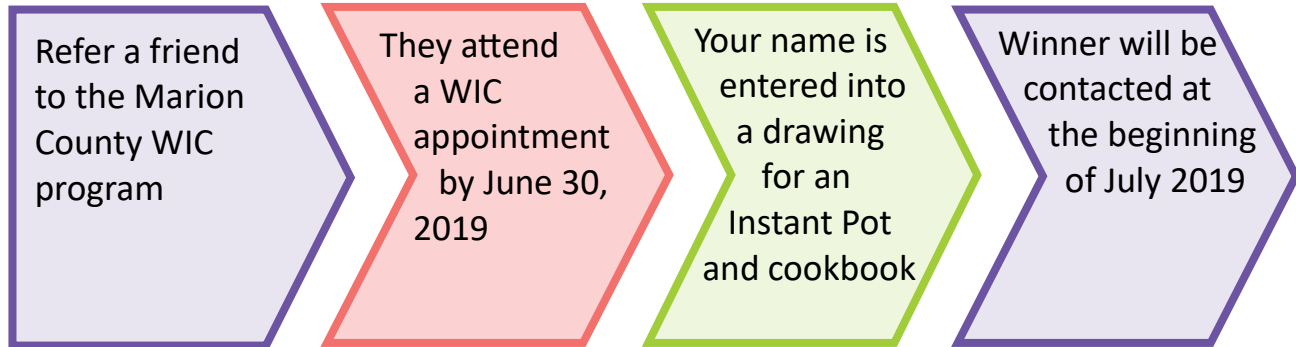 Refer a friend
to the Marion
County WIC
program
They attend
a WIC
appointment
by June 30,
2019
Your name is
entered into
a drawing
for an
Instant Pot
and cookbook
Winner will be
contacted at
the beginning
of July 2019